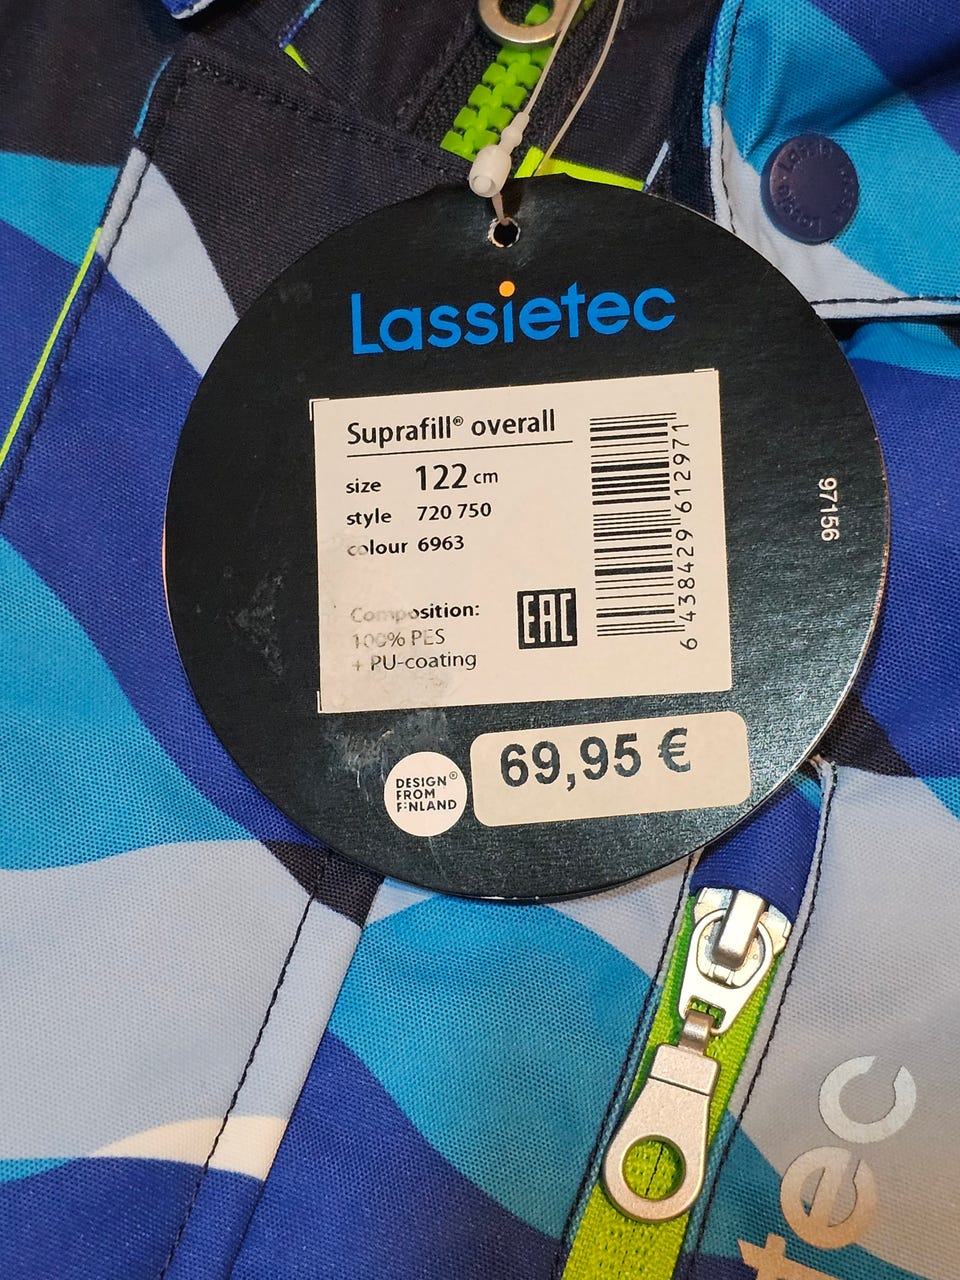 Lassietec
Suprafill® overall
size 122 cm
style 720 750
colour 6963
Composition:
100% PES
+ PU-coating
EAC
6 438429 612971
97156
DESIGN®
FROM
FINLAND
69,95 €
Lassie
tec